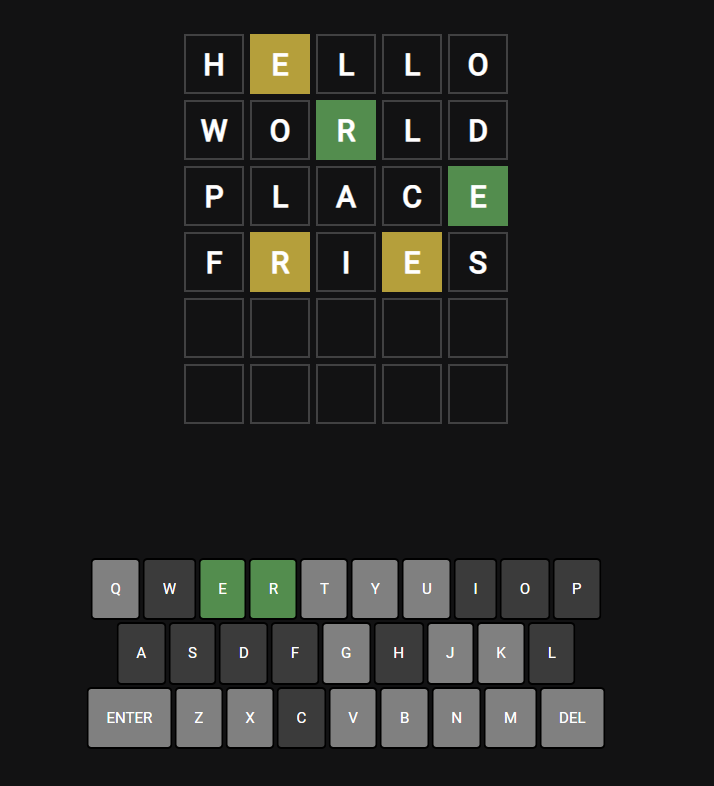 H E L L O
W O R L D
P L A C E
F R I E S
Q W E R T Y U I O P
A S D F G H J K L
ENTER Z X C V B N M DEL